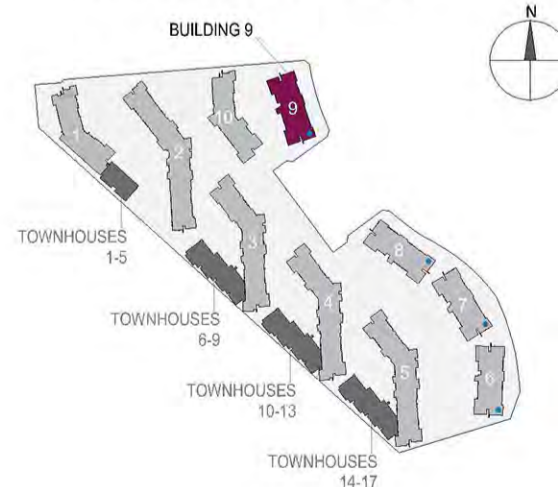 BUILDING 9
N
9
10
1
2
3
8
7
4
5
6
TOWNHOUSES
1-5
TOWNHOUSES
6-9
TOWNHOUSES
10-13
TOWNHOUSES
14-17